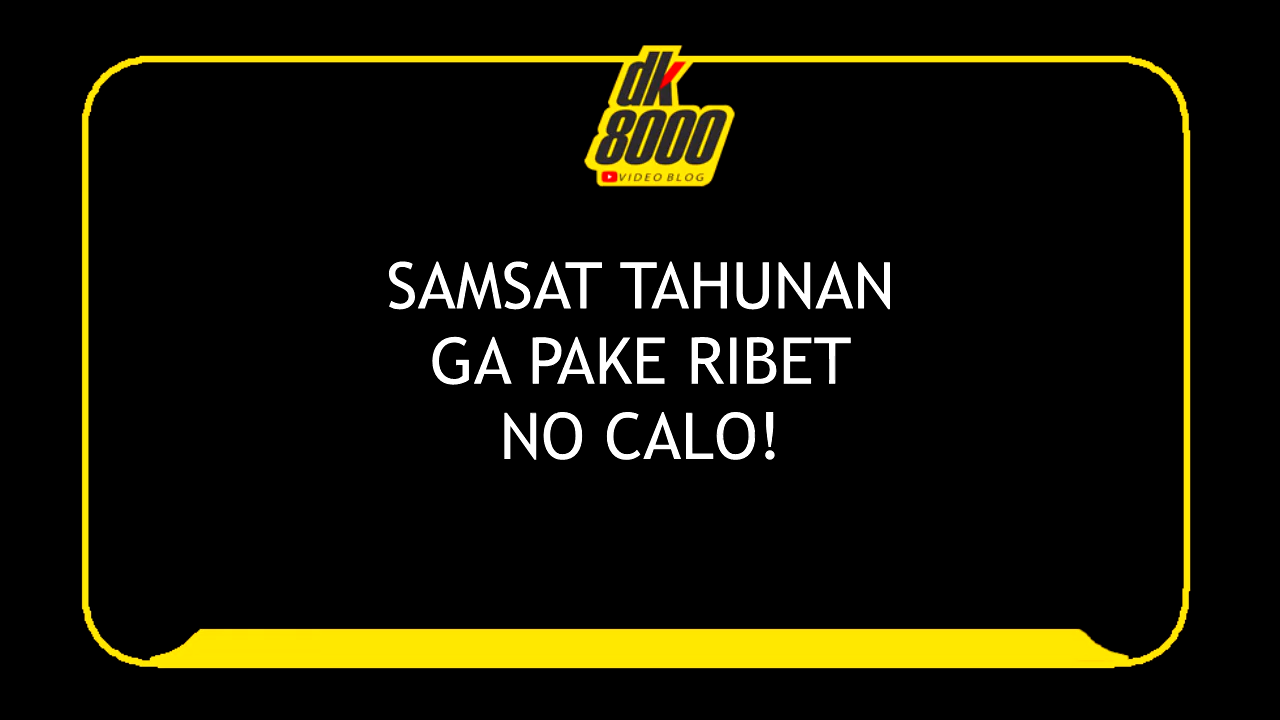 dk
8000
VIDEO BLOG
SAMSAT TAHUNAN
GA PAKE RIBET
NO CALO!